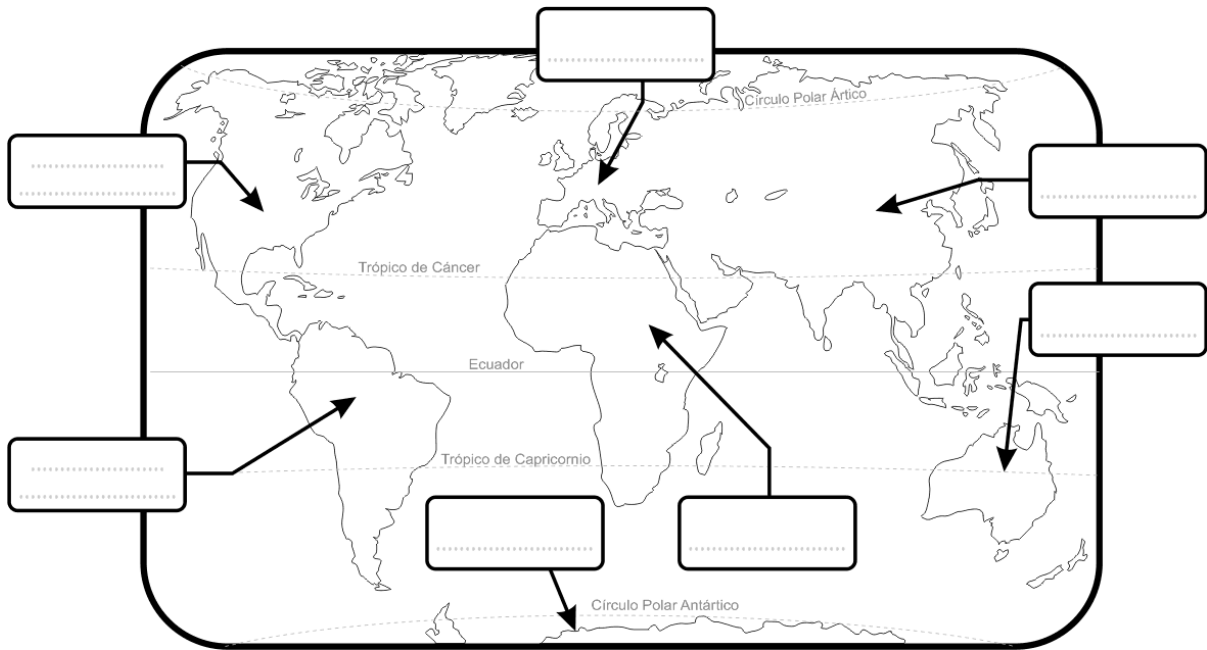 Círculo Polar Ártico
Trópico de Cáncer
Ecuador
Trópico de Capricornio
Círculo Polar Antártico